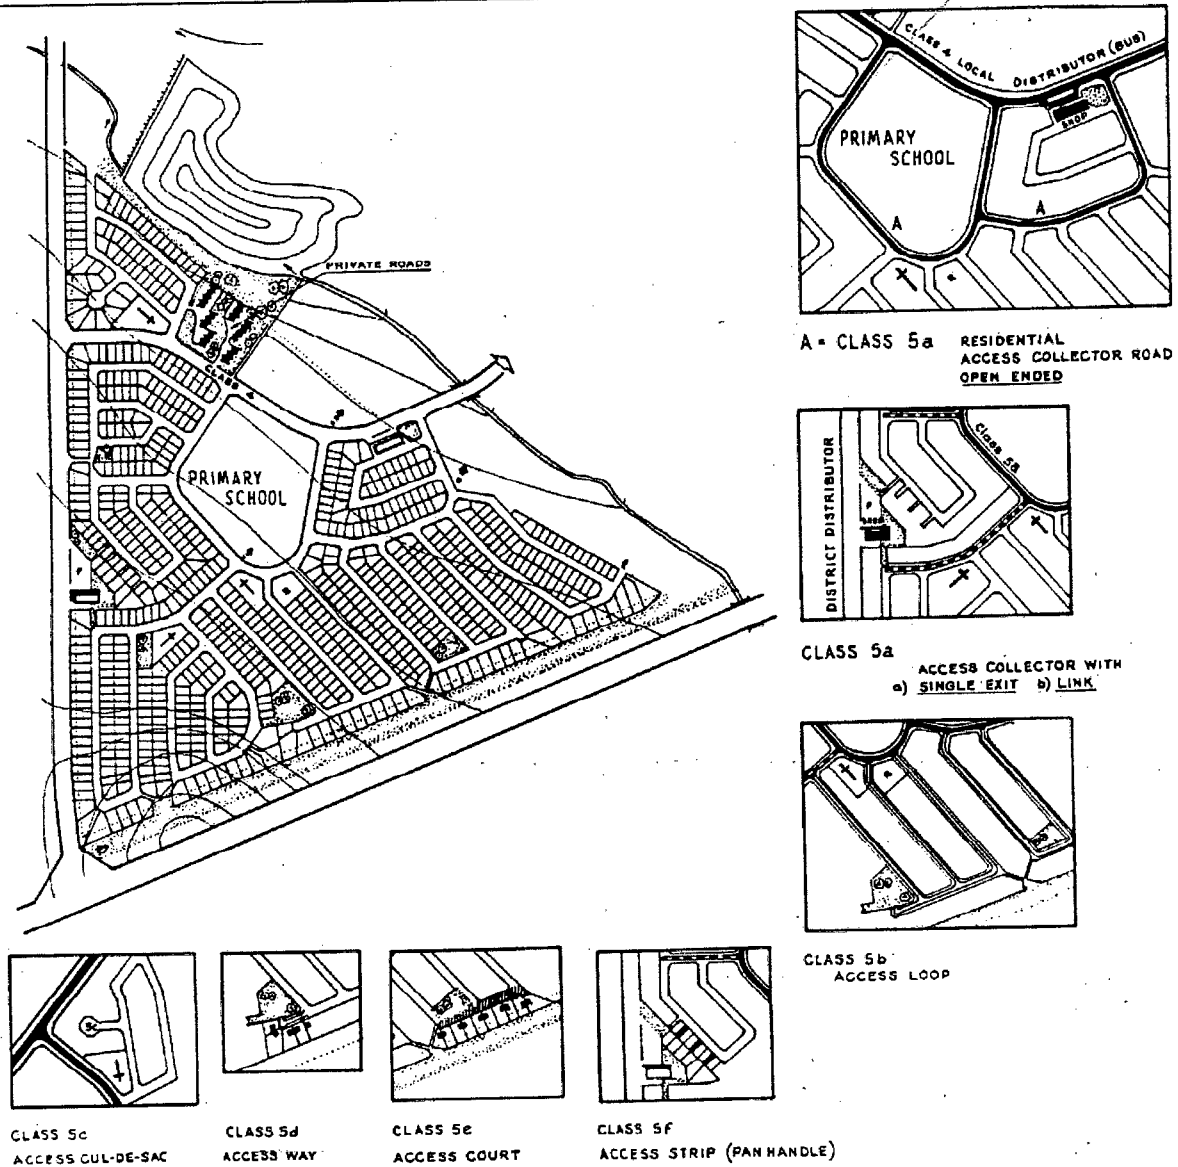 PRIVATE ROADS
CLASS 4
PRIMARY
SCHOOL
CLASS 4 LOCAL DISTRIBUTOR (BUS)
SHOP
PRIMARY
SCHOOL
A
A
A = CLASS 5a RESIDENTIAL
ACCESS COLLECTOR ROAD
OPEN ENDED
Class 5a
DISTRICT DISTRIBUTOR
SHOP
CLASS 5a
ACCESS COLLECTOR WITH
a) SINGLE EXIT b) LINK
CLASS 5b
ACCESS LOOP
5c
CLASS 5c
ACCESS CUL-DE-SAC
CLASS 5d
ACCESS WAY
CLASS 5e
ACCESS COURT
CLASS 5f
ACCESS STRIP (PAN HANDLE)